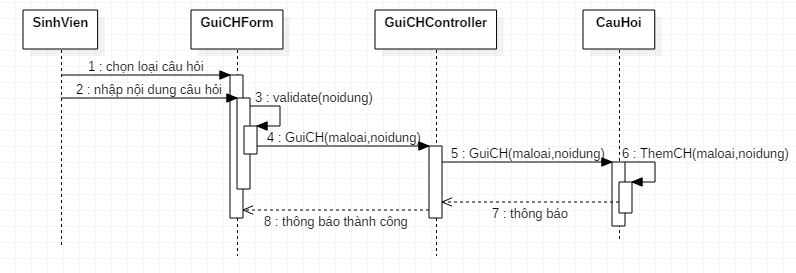 SinhVien
GuiCHForm
GuiCHController
CauHoi
1 : chọn loại câu hỏi
2 : nhập nội dung câu hỏi
3 : validate(noidung)
4 : GuiCH(maloai,noidung)
5 : GuiCH(maloai,noidung)
6 : ThemCH(maloai,noidung)
7 : thông báo
8 : thông báo thành công